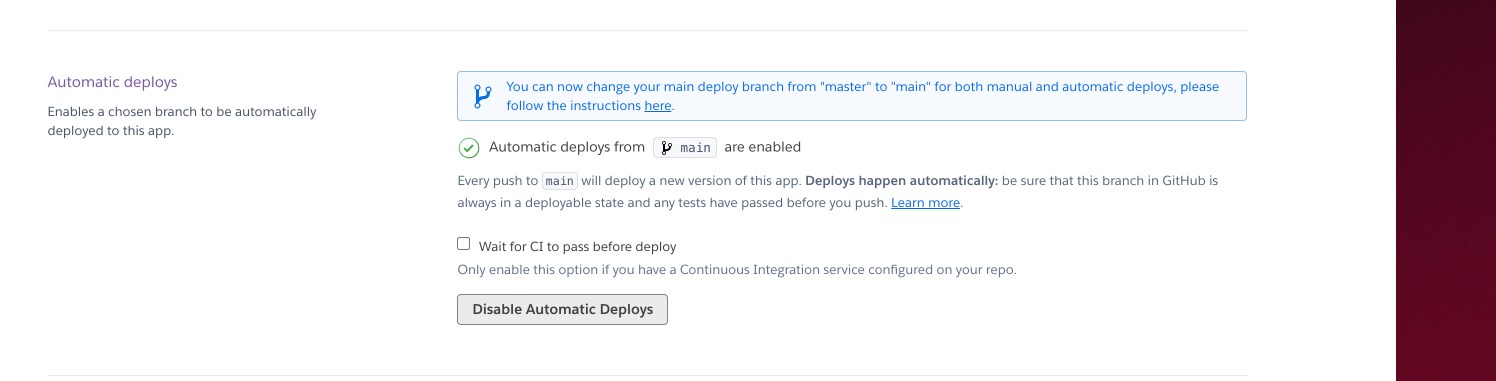 Automatic deploys
Enables a chosen branch to be automatically
deployed to this app.
You can now change your main deploy branch from "master" to "main" for both manual and automatic deploys, please
follow the instructions here.
Automatic deploys from main are enabled
Every push to main will deploy a new version of this app. Deploys happen automatically: be sure that this branch in GitHub is
always in a deployable state and any tests have passed before you push. Learn more.
Wait for CI to pass before deploy
Only enable this option if you have a Continuous Integration service configured on your repo.
Disable Automatic Deploys